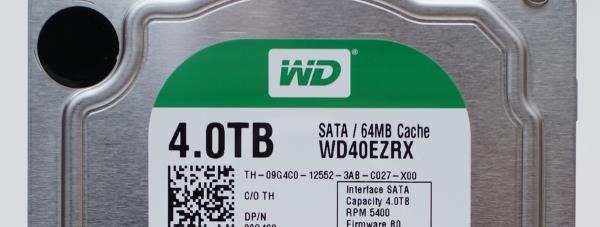 WD®
4.0TB
SATA / 64MB Cache
WD40EZRX
TH-09G4C0-12552-3AB-C027-X00
C/O TH
DP/N
Interface SATA
Capacity 4.0TB
RPM 5400
Firmware 80